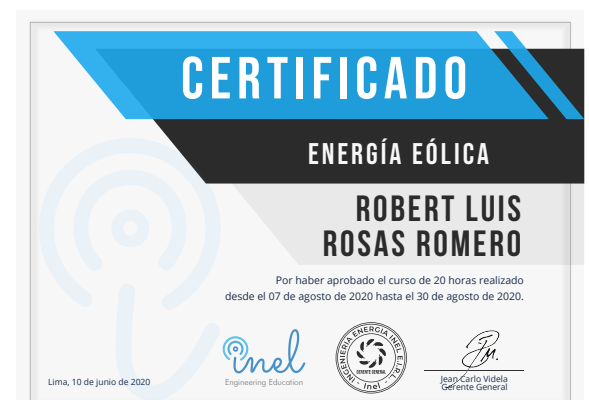 CERTIFICADO
ENERGÍA EÓLICA
ROBERT LUIS
ROSAS ROMERO
Por haber aprobado el curso de 20 horas realizado
desde el 07 de agosto de 2020 hasta el 30 de agosto de 2020.
inel
Engineering Education
INGENIERIA ENERGIA INEL E.I.R.L.
GERENTE GENERAL
Inel
Jean Carlo Videla
Gerente General
Lima, 10 de junio de 2020